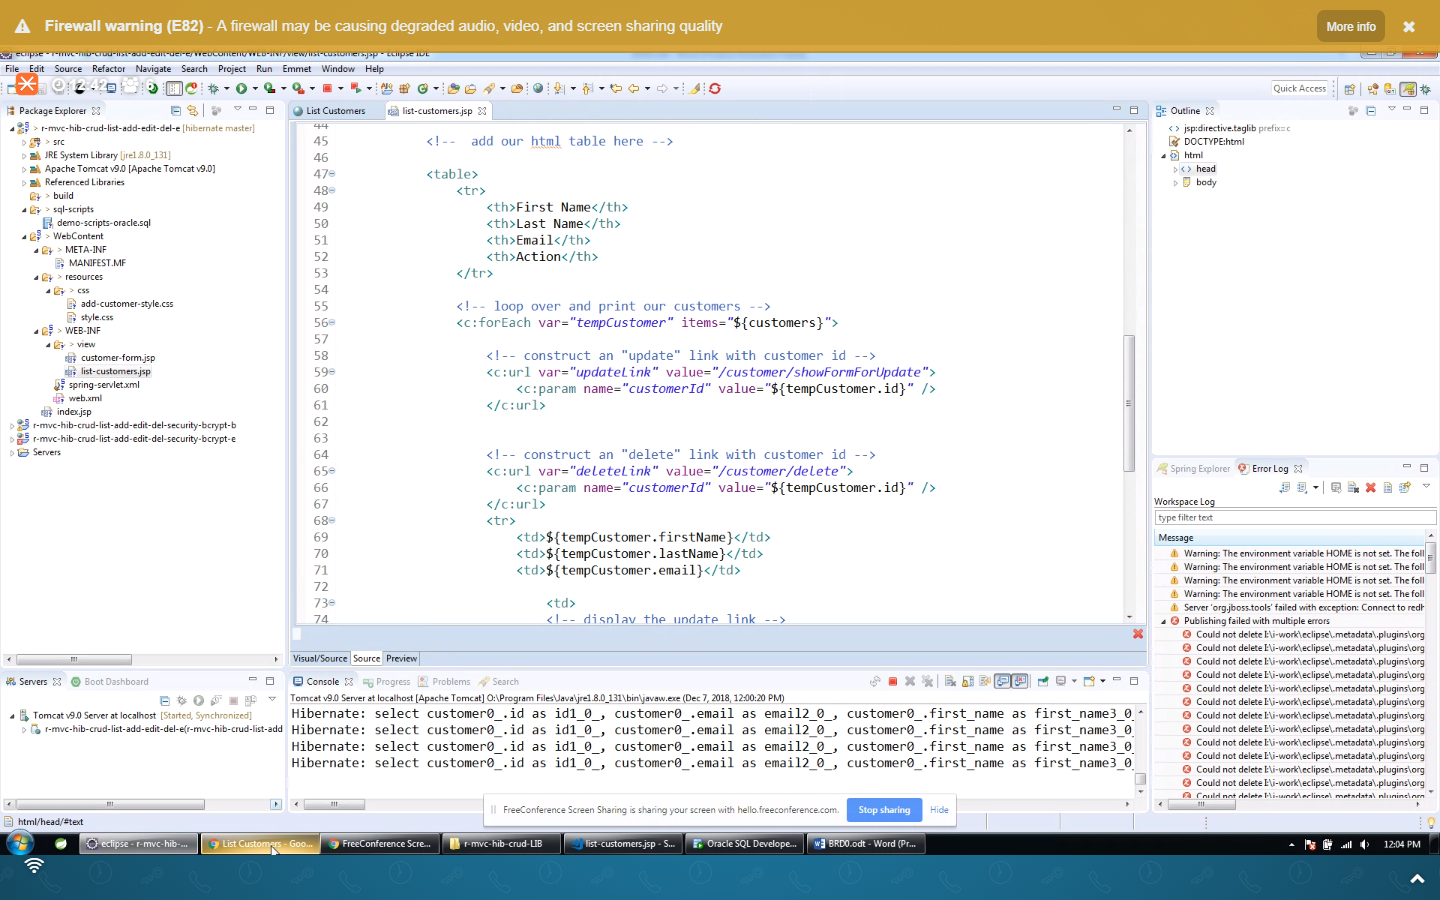 Firewall warning (E82) - A firewall may be causing degraded audio, video, and screen sharing quality
More info
eclipse - r-mvc-hib-crud-list-add-edit-del-e/WebContent/WEB-INF/view/list-customers.jsp - Eclipse IDE
File Edit Source Refactor Navigate Search Project Run Emmet Window Help
Quick Access
Package Explorer
> r-mvc-hib-crud-list-add-edit-del-e [hibernate master]
> src
JRE System Library [jre1.8.0_131]
Apache Tomcat v9.0 [Apache Tomcat v9.0]
Referenced Libraries
> build
> sql-scripts
demo-scripts-oracle.sql
> WebContent
> META-INF
MANIFEST.MF
> resources
> css
add-customer-style.css
style.css
> WEB-INF
> view
customer-form.jsp
list-customers.jsp
spring-servlet.xml
web.xml
index.jsp
r-mvc-hib-crud-list-add-edit-del-security-bcrypt-b
r-mvc-hib-crud-list-add-edit-del-security-bcrypt-e
Servers
List Customers
list-customers.jsp
44
45 <!-- add our html table here -->
46
47 <table>
48 <tr>
49 <th>First Name</th>
50 <th>Last Name</th>
51 <th>Email</th>
52 <th>Action</th>
53 </tr>
54
55 <!-- loop over and print our customers -->
56 <c:forEach var="tempCustomer" items="${customers}">
57
58 <!-- construct an "update" link with customer id -->
59 <c:url var="updateLink" value="/customer/showFormForUpdate">
60 <c:param name="customerId" value="${tempCustomer.id}" />
61 </c:url>
62
63
64 <!-- construct an "delete" link with customer id -->
65 <c:url var="deleteLink" value="/customer/delete">
66 <c:param name="customerId" value="${tempCustomer.id}" />
67 </c:url>
68 <tr>
69 <td>${tempCustomer.firstName}</td>
70 <td>${tempCustomer.lastName}</td>
71 <td>${tempCustomer.email}</td>
72
73 <td>
74 <!-- display the update link -->
Visual/Source Source Preview
Outline
jsp:directive.taglib prefix=c
DOCTYPE:html
html
head
body
Spring Explorer
Error Log
Workspace Log
type filter text
Message
Warning: The environment variable HOME is not set. The foll
Warning: The environment variable HOME is not set. The foll
Warning: The environment variable HOME is not set. The foll
Warning: The environment variable HOME is not set. The foll
Server 'org.jboss.tools' failed with exception: Connect to redh
Publishing failed with multiple errors
Could not delete I:\i-work\eclipse\.metadata\.plugins\org
Could not delete I:\i-work\eclipse\.metadata\.plugins\org
Could not delete I:\i-work\eclipse\.metadata\.plugins\org
Could not delete I:\i-work\eclipse\.metadata\.plugins\org
Could not delete I:\i-work\eclipse\.metadata\.plugins\org
Could not delete I:\i-work\eclipse\.metadata\.plugins\org
Could not delete I:\i-work\eclipse\.metadata\.plugins\org
Could not delete I:\i-work\eclipse\.metadata\.plugins\org
Could not delete I:\i-work\eclipse\.metadata\.plugins\org
Could not delete I:\i-work\eclipse\.metadata\.plugins\org
Could not delete I:\i-work\eclipse\.metadata\.plugins\org
Could not delete I:\i-work\eclipse\.metadata\.plugins\org
Could not delete I:\i-work\eclipse\.metadata\.plugins\org
Servers
Boot Dashboard
Tomcat v9.0 Server at localhost [Started, Synchronized]
r-mvc-hib-crud-list-add-edit-del-e(r-mvc-hib-crud-list-add
Console Progress Problems Search
Tomcat v9.0 Server at localhost [Apache Tomcat] O:\Program Files\Java\jre1.8.0_131\bin\javaw.exe (Dec 7, 2018, 12:00:20 PM)
Hibernate: select customer0_.id as id1_0_, customer0_.email as email2_0_, customer0_.first_name as first_name3_0_
Hibernate: select customer0_.id as id1_0_, customer0_.email as email2_0_, customer0_.first_name as first_name3_0_
Hibernate: select customer0_.id as id1_0_, customer0_.email as email2_0_, customer0_.first_name as first_name3_0_
Hibernate: select customer0_.id as id1_0_, customer0_.email as email2_0_, customer0_.first_name as first_name3_0_
FreeConference Screen Sharing is sharing your screen with hello.freeconference.com.
Stop sharing
Hide
html/head/#text
eclipse - r-mvc-hib-...
List Customers - Goo...
FreeConference Scre...
r-mvc-hib-crud-LIB
list-customers.jsp - S...
Oracle SQL Develope...
BRD0.odt - Word (Pr...
12:04 PM